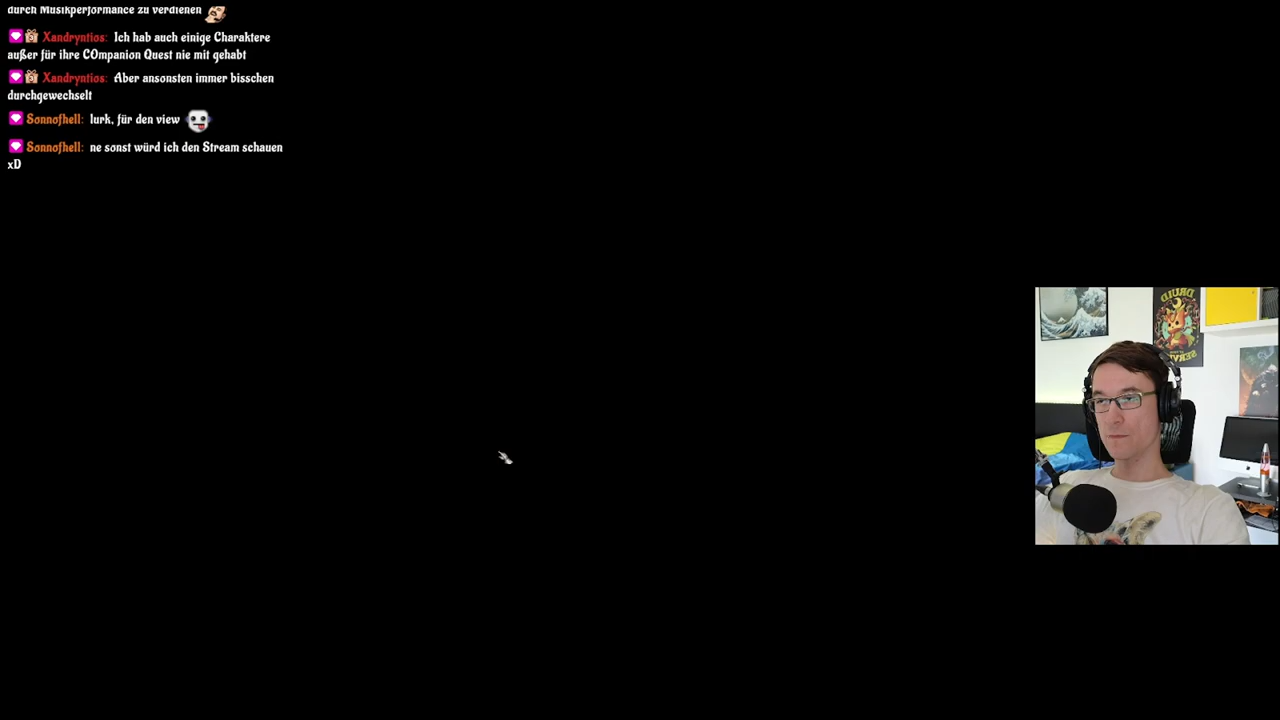 durch Musikperformance zu verdienen
Xandryntios: Ich hab auch einige Charaktere
außer für ihre COmpanion Quest nie mit gehabt
Xandryntios: Aber ansonsten immer bisschen
durchgewechselt
Sonnofhell: lurk, für den view
Sonnofhell: ne sonst würd ich den Stream schauen
xD
DRUID